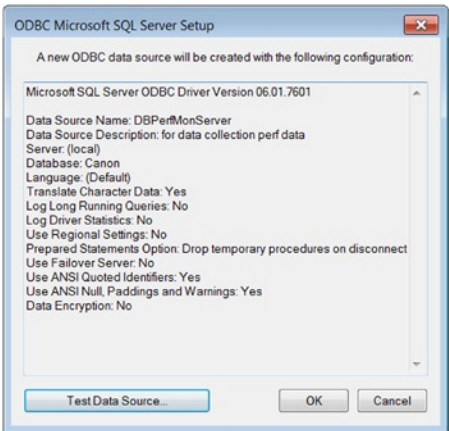 ODBC Microsoft SQL Server Setup
A new ODBC data source will be created with the following configuration:
Microsoft SQL Server ODBC Driver Version 06.01.7601
Data Source Name: DBPerfMonServer
Data Source Description: for data collection perf data
Server: (local)
Database: Canon
Language: (Default)
Translate Character Data: Yes
Log Long Running Queries: No
Log Driver Statistics: No
Use Regional Settings: No
Prepared Statements Option: Drop temporary procedures on disconnect
Use Failover Server: No
Use ANSI Quoted Identifiers: Yes
Use ANSI Null, Paddings and Warnings: Yes
Data Encryption: No
Test Data Source... OK Cancel